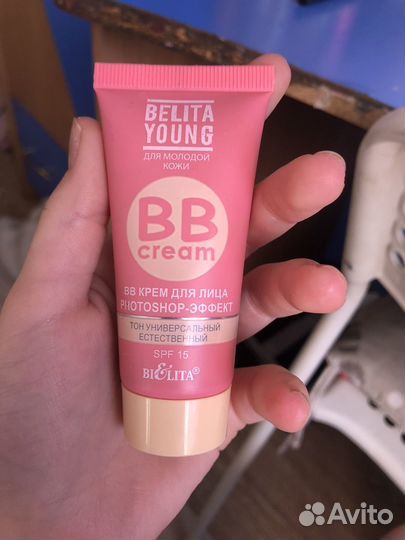 BELITA
YOUNG
ДЛЯ МОЛОДОЙ
КОЖИ
BB
cream
BB КРЕМ ДЛЯ ЛИЦА
PHOTOSHOP-ЭФФЕКТ
ТОН УНИВЕРСАЛЬНЫЙ
ЕСТЕСТВЕННЫЙ
SPF 15
BIELITA®
Avito